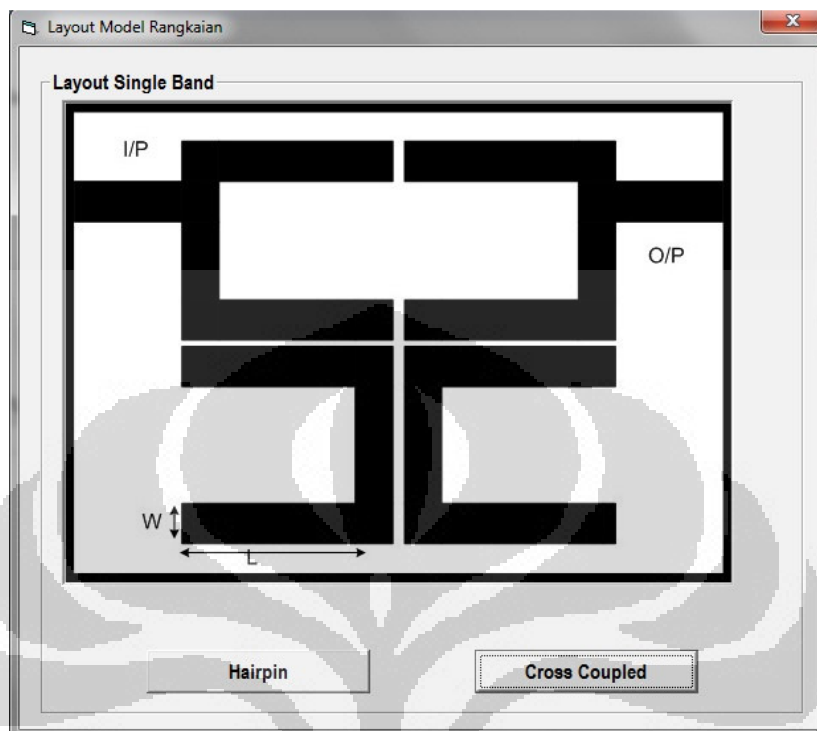 Layout Model Rangkaian
Layout Single Band
I/P
O/P
W
L
Hairpin
Cross Coupled